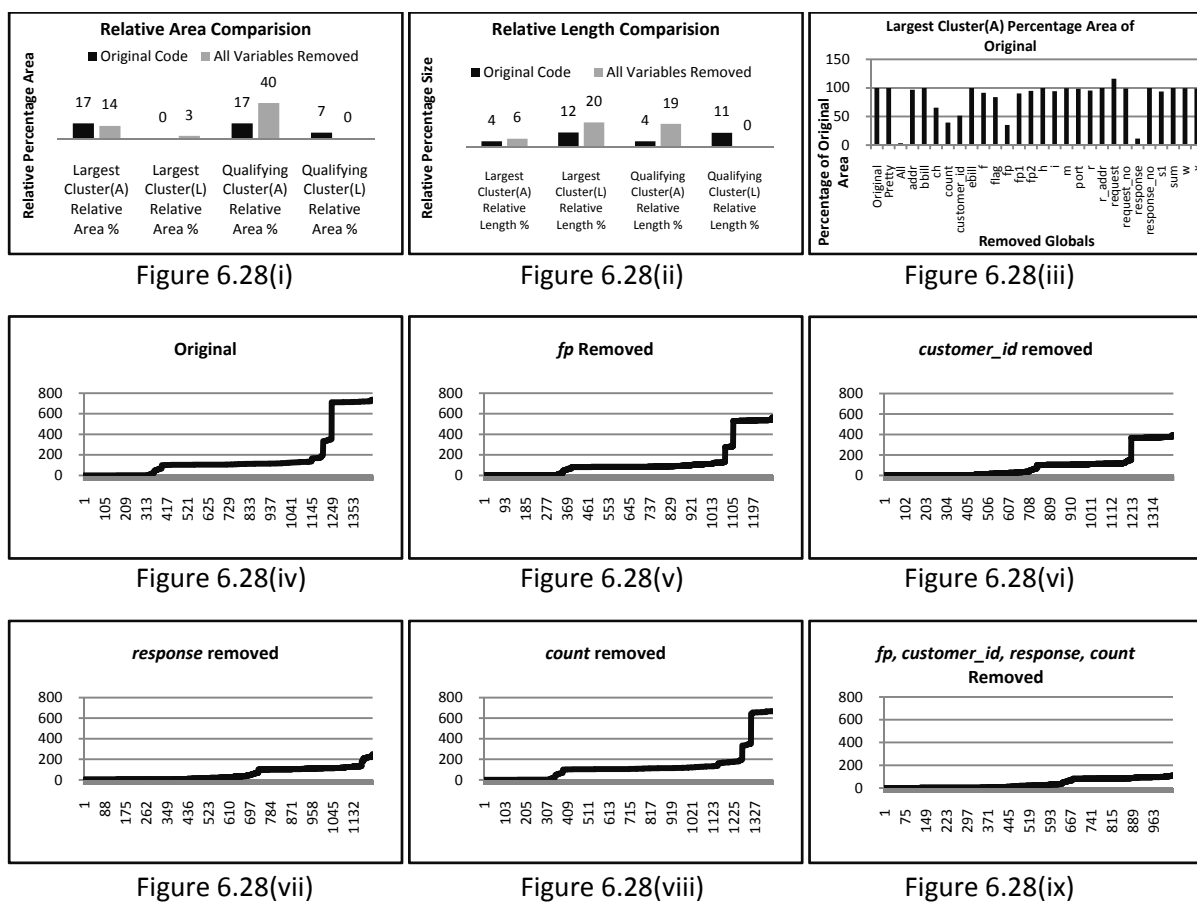 Relative Area Comparision
Relative Percentage Area
Original Code All Variables Removed
17 14 0 3 17 40 7 0
Largest Cluster(A) Relative Area %
Largest Cluster(L) Relative Area %
Qualifying Cluster(A) Relative Area %
Qualifying Cluster(L) Relative Area %
Figure 6.28(i)
Relative Length Comparision
Relative Percentage Size
Original Code All Variables Removed
4 6 12 20 4 19 11 0
Largest Cluster(A) Relative Length %
Largest Cluster(L) Relative Length %
Qualifying Cluster(A) Relative Length %
Qualifying Cluster(L) Relative Length %
Figure 6.28(ii)
Largest Cluster(A) Percentage Area of
Original
Percentage of Original
Area
150
100
50
0
Original Pretty All addr bbill ch count customer_id ebill f flag fp fp1 fp2 h i m port r r_addr request request_no response response_no s1 sum w
Removed Globals
Figure 6.28(iii)
Original
800
600
400
200
0
1 105 209 313 417 521 625 729 833 937 1041 1145 1249 1353
Figure 6.28(iv)
fp Removed
800
600
400
200
0
1 93 185 277 369 461 553 645 737 829 921 1013 1105 1197
Figure 6.28(v)
customer_id removed
800
600
400
200
0
1 102 203 304 405 506 607 708 809 910 1011 1112 1213 1314
Figure 6.28(vi)
response removed
800
600
400
200
0
1 88 175 262 349 436 523 610 697 784 871 958 1045 1132
Figure 6.28(vii)
count removed
800
600
400
200
0
1 103 205 307 409 511 613 715 817 919 1021 1123 1225 1327
Figure 6.28(viii)
fp, customer_id, response, count
Removed
800
600
400
200
0
1 75 149 223 297 371 445 519 593 667 741 815 889 963
Figure 6.28(ix)